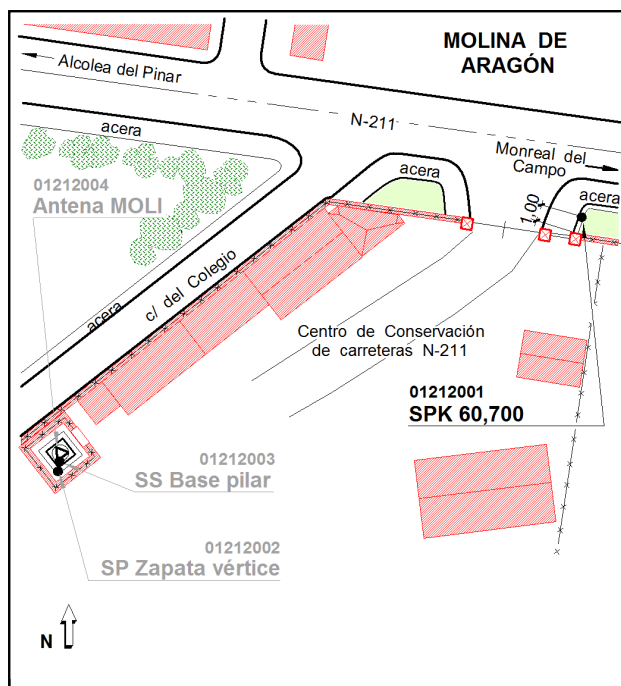 MOLINA DE
ARAGÓN
Alcolea del Pinar
N-211
acera
Monreal del
Campo
acera
acera
1,00
01212004
Antena MOLI
c/ del Colegio
acera
Centro de Conservación
de carreteras N-211
01212001
SPK 60,700
01212003
SS Base pilar
01212002
SP Zapata vértice
N